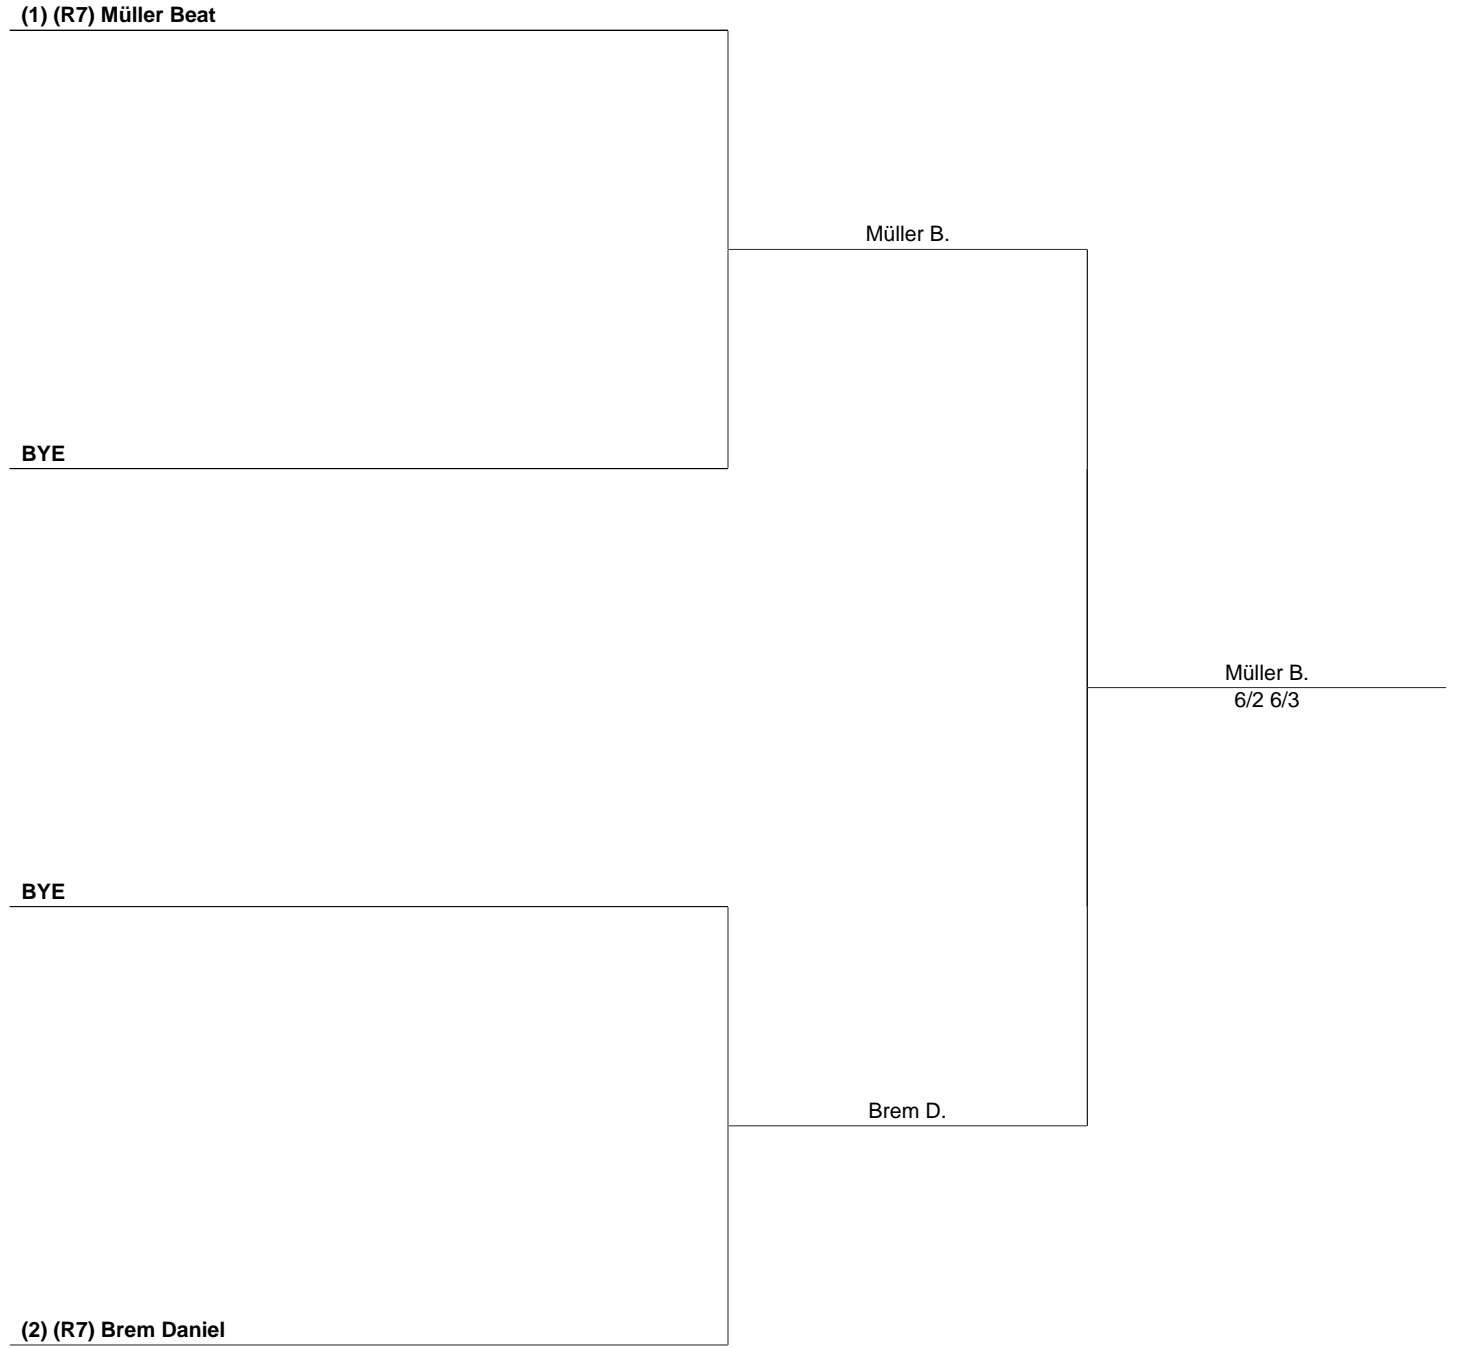 (1) (R7) Müller Beat
Müller B.
BYE
Müller B.
6/2 6/3
BYE
Brem D.
(2) (R7) Brem Daniel